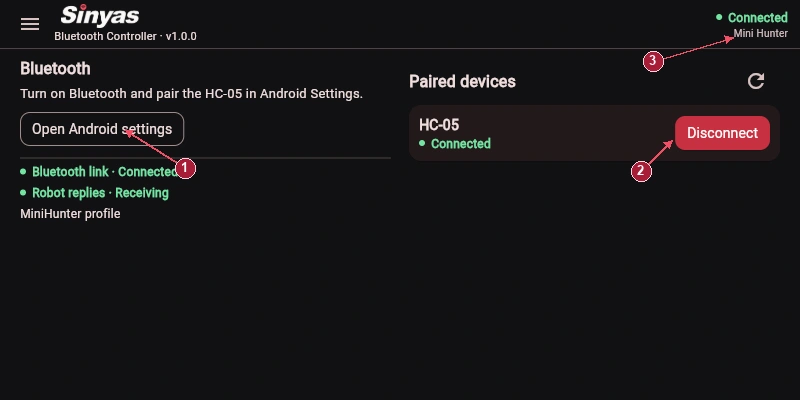 Sinyas
Bluetooth Controller · v1.0.0
Connected
Mini Hunter
3
Bluetooth
Turn on Bluetooth and pair the HC-05 in Android Settings.
Open Android settings
1
Bluetooth link · Connected
Robot replies · Receiving
MiniHunter profile
Paired devices
HC-05
Connected
Disconnect
2